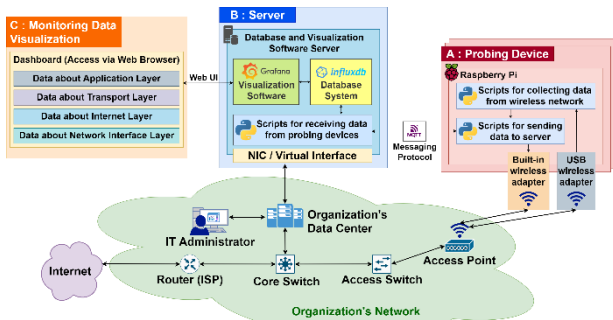 C : Monitoring Data
Visualization
Dashboard (Access via Web Browser)
Data about Application Layer
Data about Transport Layer
Data about Internet Layer
Data about Network Interface Layer
Web UI
B : Server
Database and Visualization
Software Server
Grafana
Visualization
Software
influxdb
Database
System
Scripts for receiving data
from probing devices
NIC / Virtual Interface
MQTT
Messaging
Protocol
A : Probing Device
Raspberry Pi
Scripts for collecting data
from wireless network
Scripts for sending
data to server
Built-in
wireless
adapter
USB
wireless
adapter
IT Administrator
Organization's
Data Center
Internet
Router (ISP)
Core Switch
Access Switch
Access Point
Organization's Network